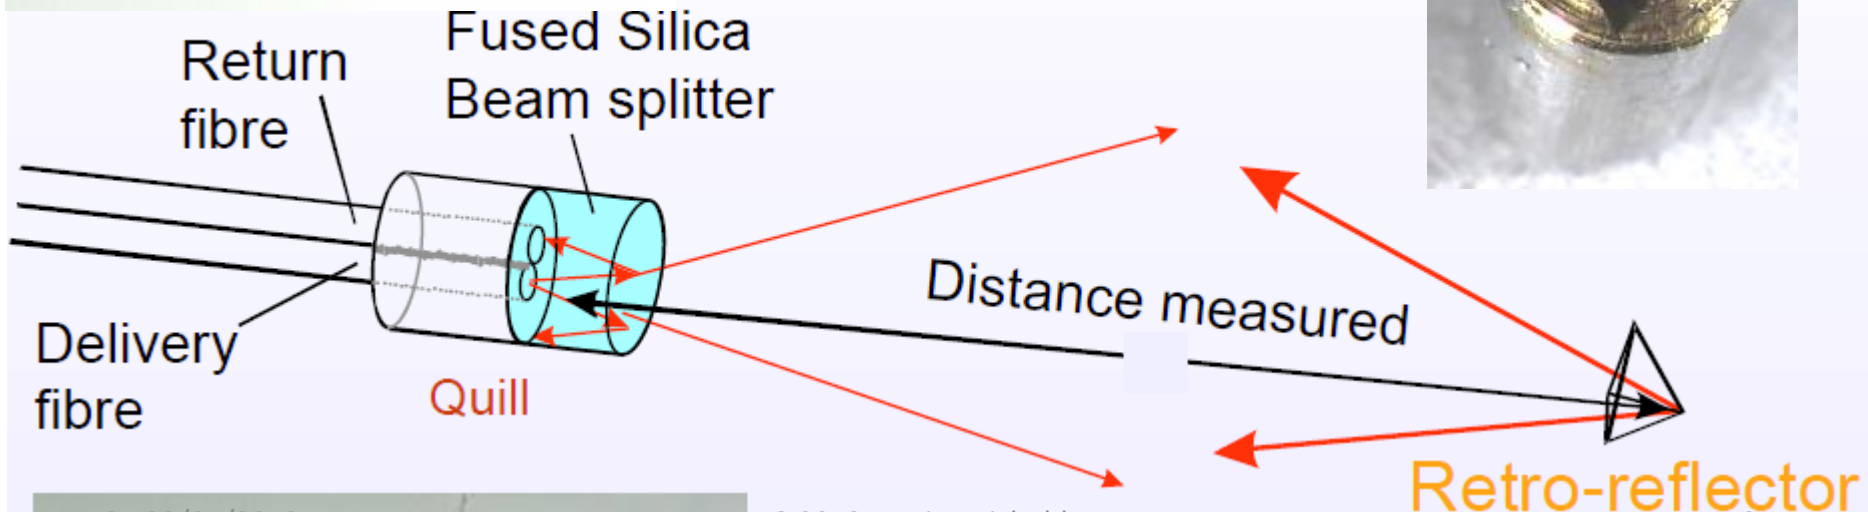 Fused Silica
Beam splitter
Return
fibre
Distance measured
Delivery
fibre
Quill
Retro-reflector